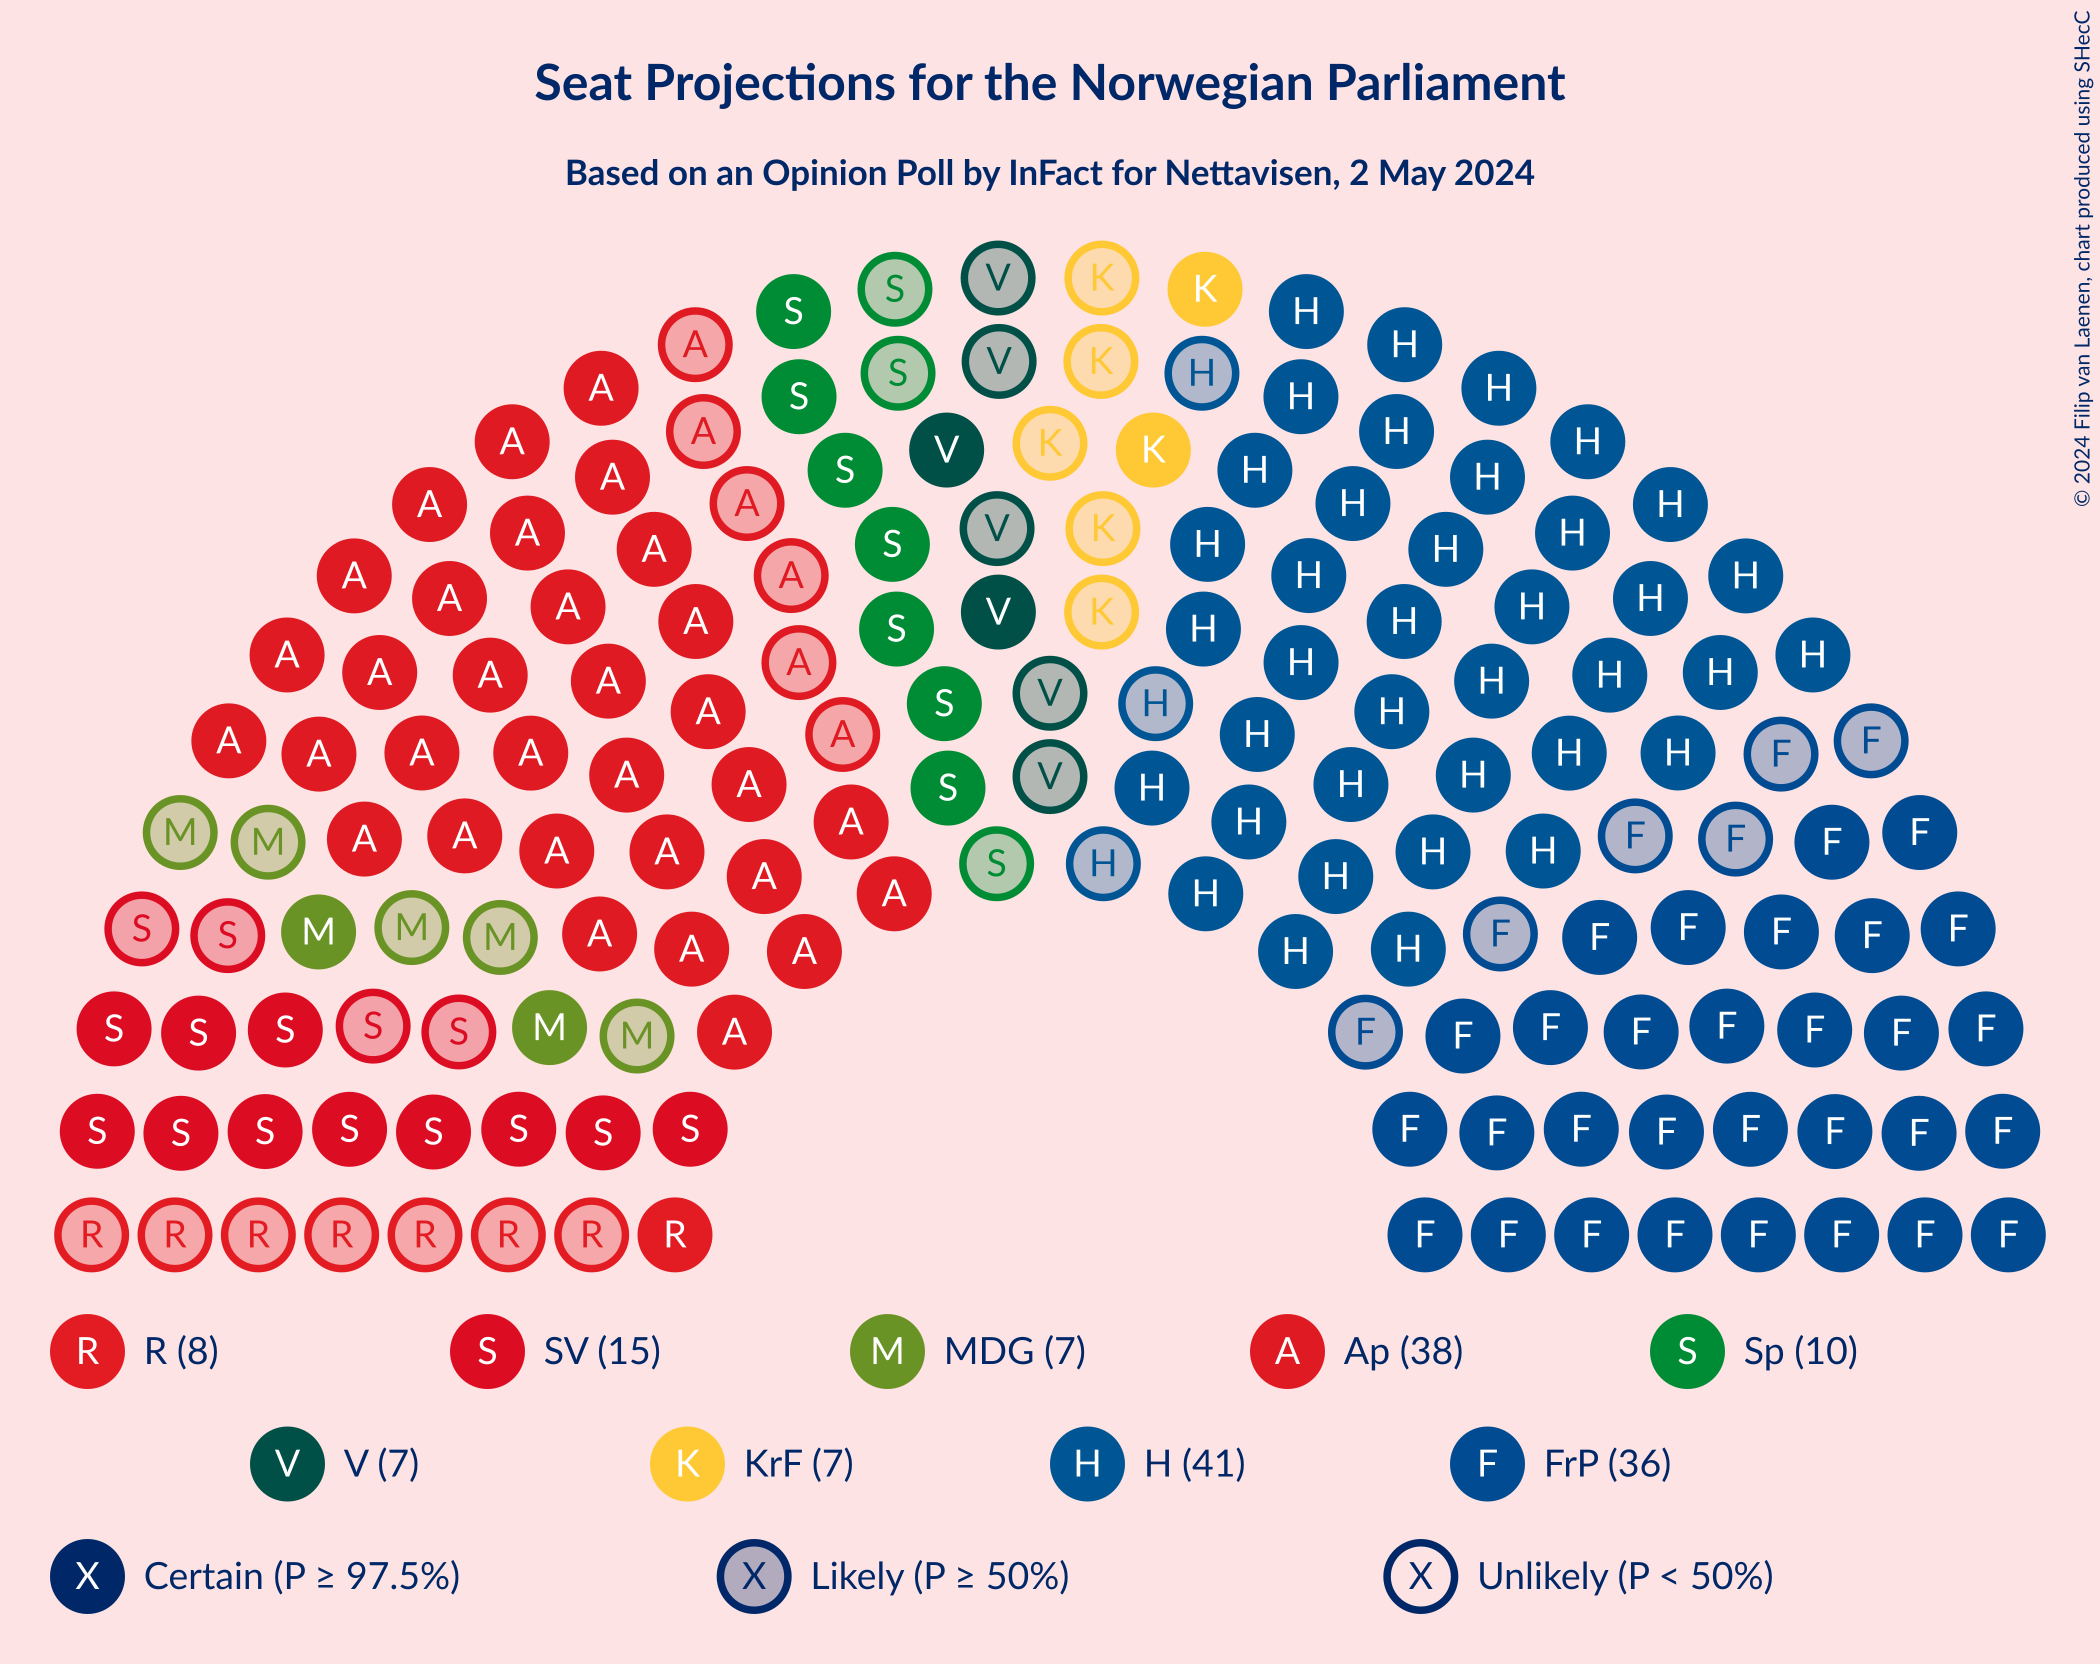 Seat Projections for the Norwegian Parliament
Based on an Opinion Poll by InFact for Nettavisen, 2 May 2024
© 2024 Filip van Laenen, chart produced using SHecC
V K
S K
S H
A H
V K
S H
A H
A H
A K
S V K H
A H
A H
A S H
A H
A H
A V K H
A S H
A H
A H
A A H
A H
A V K H
A S H
A H
A H
A A H
A H
A V H
A S H
A H
A H
A A H F
A H F
A V H
A S H
A H
A A H
M A H F
M A A H F F F
A S H
A A H
A A H
S M A H F
S M M A A H F F F F F
S S S S S M M A F F F F F F F F
S S S S S S S S F F F F F F F F
R R R R R R R R F F F F F F F F
R R (8) S SV (15) M MDG (7) A Ap (38) S Sp (10)
V V (7) K KrF (7) H H (41) F FrP (36)
X Certain (P ≥ 97.5%) X Likely (P ≥ 50%) X Unlikely (P < 50%)